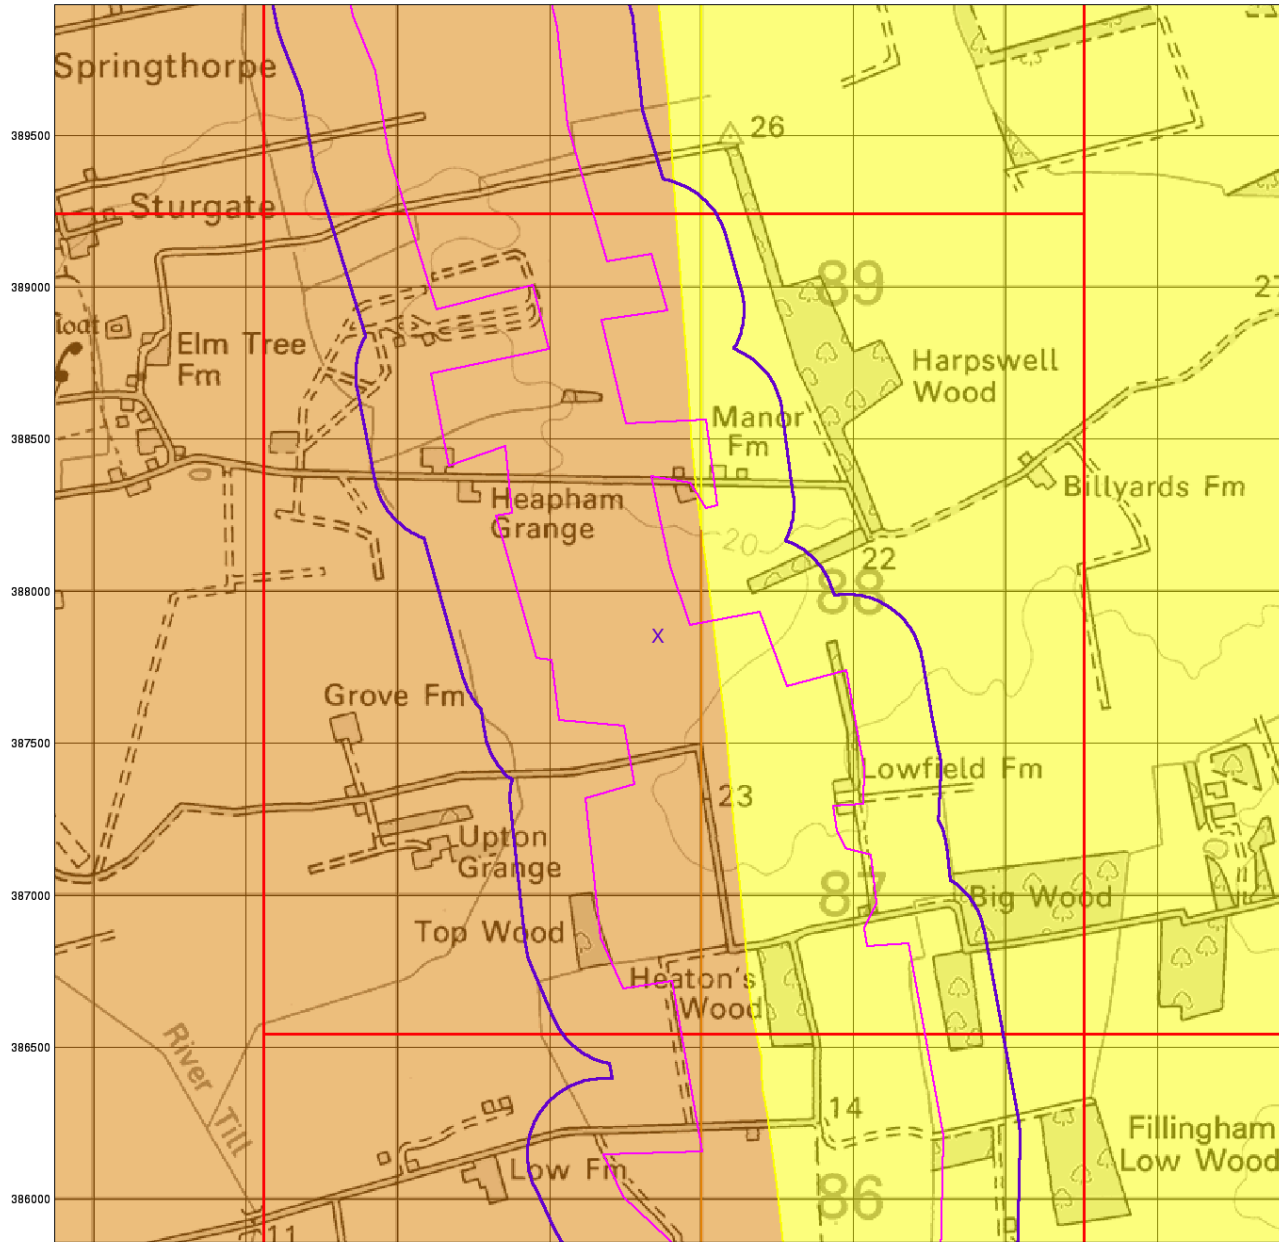 Springthorpe
389500
26
Sturgate
389000
89
27
ioat
Elm Tree
Fm
Harpswell
Wood
Manor
Fm
388500
Billyards Fm
Heapham
Grange
20
22
388000
88
X
Grove Fm
387500
Lowfield Fm
23
Upton
Grange
387000
87
Big Wood
Top Wood
Heaton's
Wood
386500
River Till
14
Fillingham
Low Wood
Low Fm
386000
86
11